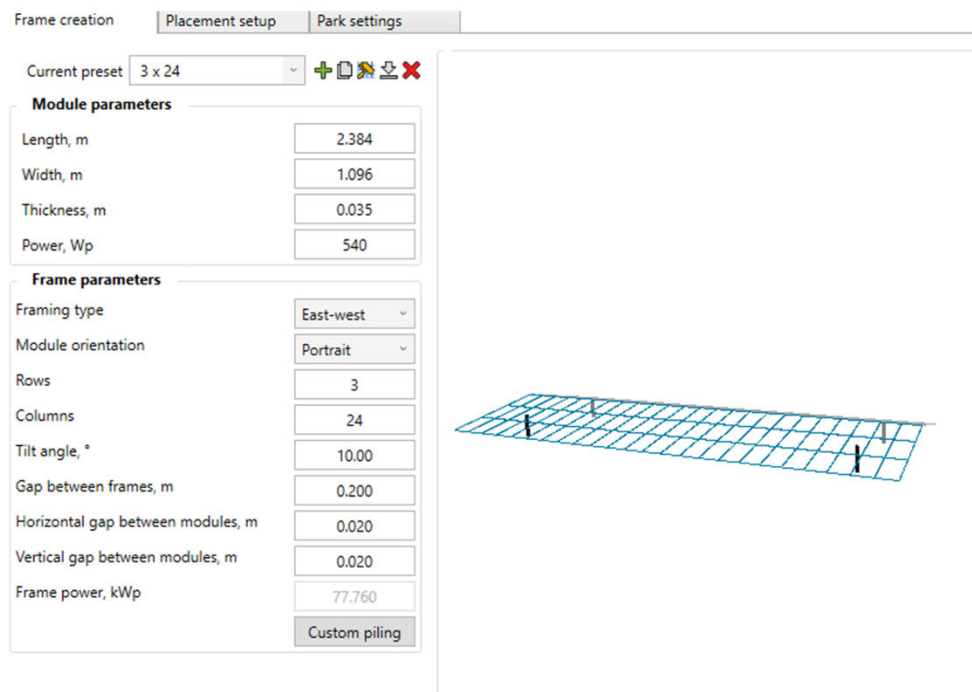 Frame creation Placement setup Park settings
Current preset 3 x 24
Module parameters
Length, m 2.384
Width, m 1.096
Thickness, m 0.035
Power, Wp 540
Frame parameters
Framing type East-west
Module orientation Portrait
Rows 3
Columns 24
Tilt angle, ° 10.00
Gap between frames, m 0.200
Horizontal gap between modules, m 0.020
Vertical gap between modules, m 0.020
Frame power, kWp 77.760
Custom piling